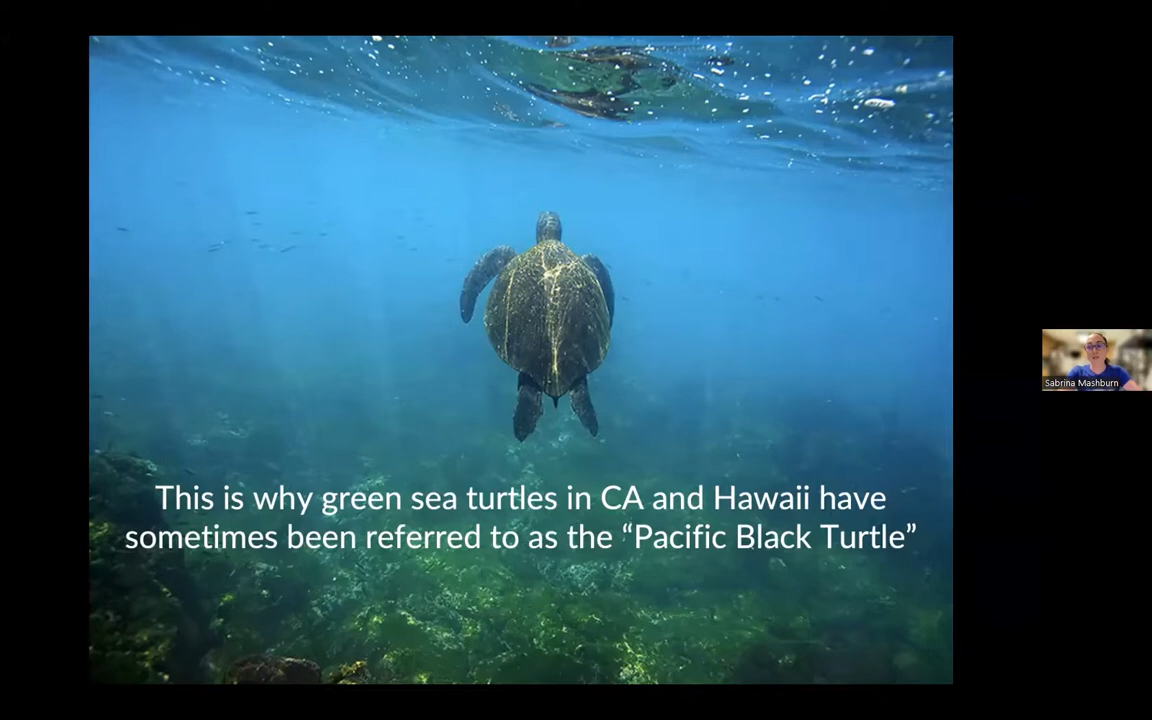 This is why green sea turtles in CA and Hawaii have
sometimes been referred to as the “Pacific Black Turtle”
Sabrina Mashburn